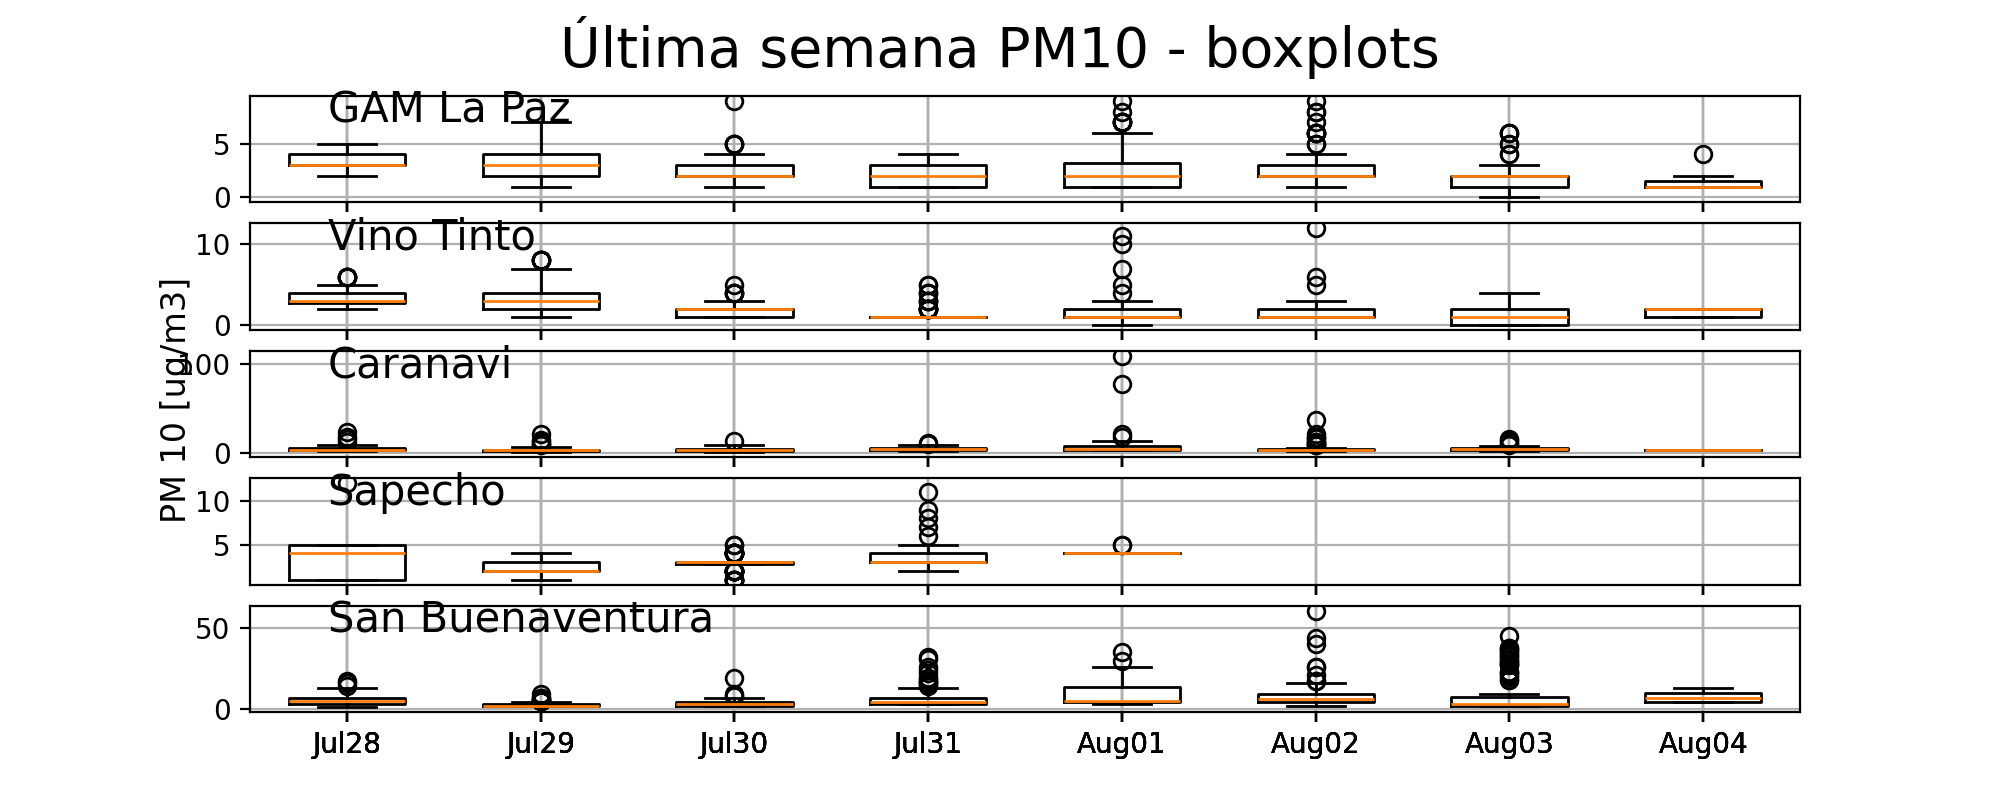 Última semana PM10 - boxplots
GAM La Paz
5
0
Vino Tinto
10
0
PM 10 [ug/m3]
Caranavi
100
0
Sapecho
10
5
San Buenaventura
50
0
Jul28 Jul29 Jul30 Jul31 Aug01 Aug02 Aug03 Aug04